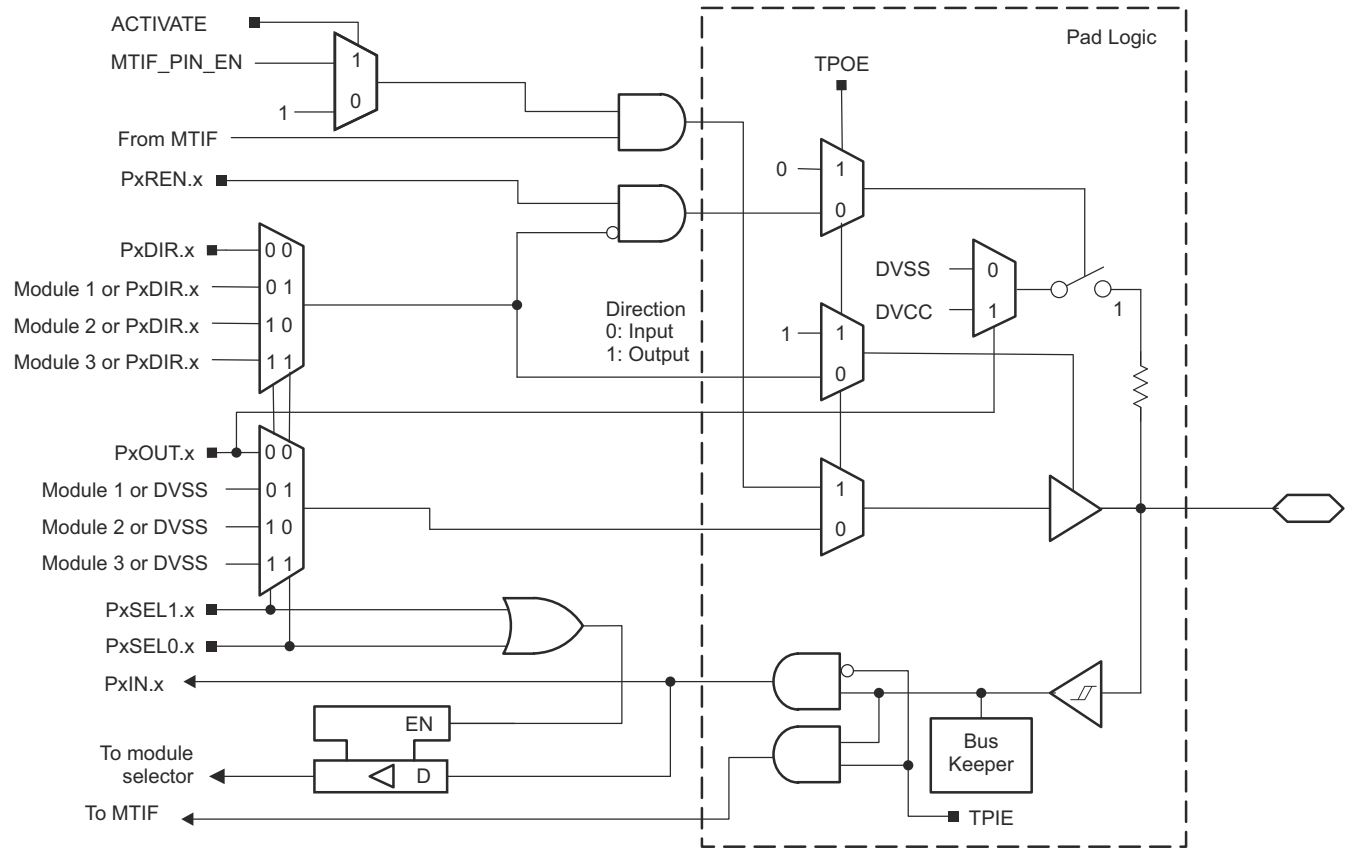 ACTIVATE
MTIF_PIN_EN
1
0
1
From MTIF
PxREN.x
Pad Logic
TPOE
0
1
0
PxDIR.x
0 0
Module 1 or PxDIR.x
0 1
Module 2 or PxDIR.x
1 0
Module 3 or PxDIR.x
1 1
Direction
0: Input
1: Output
DVSS
0
DVCC
1
1
1
1
0
PxOUT.x
0 0
Module 1 or DVSS
0 1
Module 2 or DVSS
1 0
Module 3 or DVSS
1 1
1
0
PxSEL1.x
PxSEL0.x
PxIN.x
EN
D
To module
selector
To MTIF
Bus
Keeper
TPIE